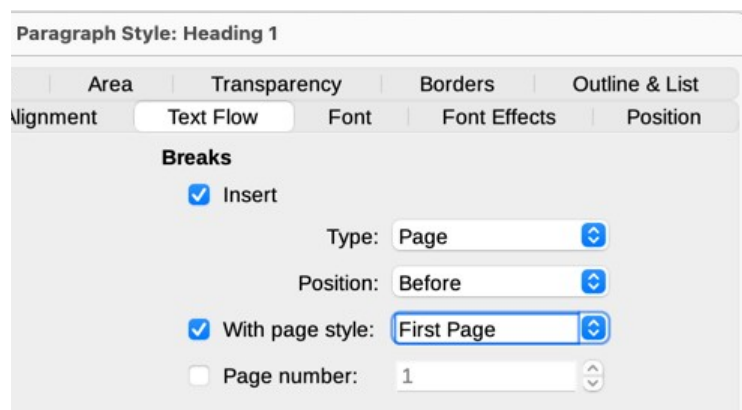 Paragraph Style: Heading 1
Area Transparency Borders Outline & List
lignment Text Flow Font Font Effects Position
Breaks
Insert
Type: Page
Position: Before
With page style: First Page
Page number: 1